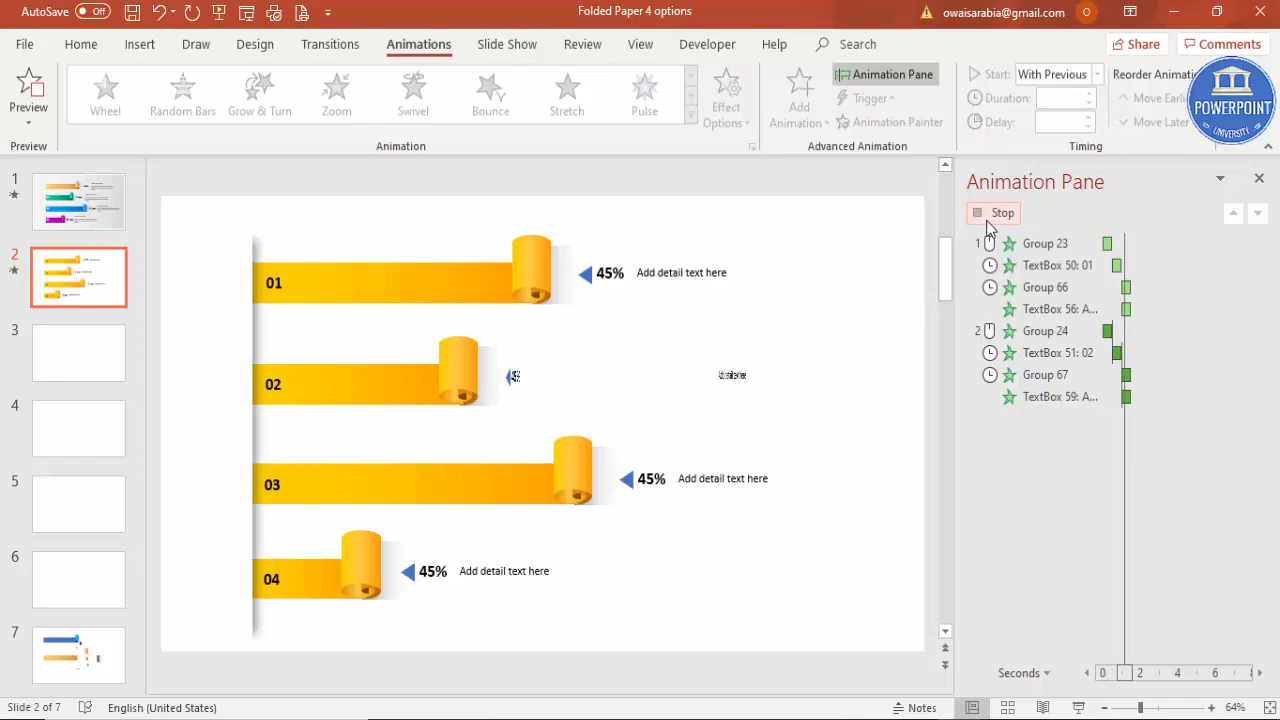 AutoSave Off
Folded Paper 4 options
owaisarabia@gmail.com
File Home Insert Draw Design Transitions Animations Slide Show Review View Developer Help Search
Share Comments
Preview
Wheel Random Bars Grow & Turn Zoom Swivel Bounce Stretch Pulse
Effect
Options
Add
Animation
Animation Pane
Trigger
Animation Painter
Start: With Previous
Duration:
Delay:
Reorder Animati
Move Earlie
Move Later
POWERPOINT
UNIVERSITY
Preview
Animation
Advanced Animation
Timing
1
2
3
4
5
6
7
01
45% Add detail text here
02
03
45% Add detail text here
04
45% Add detail text here
Animation Pane
Stop
1 Group 23
TextBox 50: 01
Group 66
TextBox 56: A...
2 Group 24
TextBox 51: 02
Group 67
TextBox 59: A...
Seconds 0 2 4 6
Slide 2 of 7 English (United States) Notes 64%